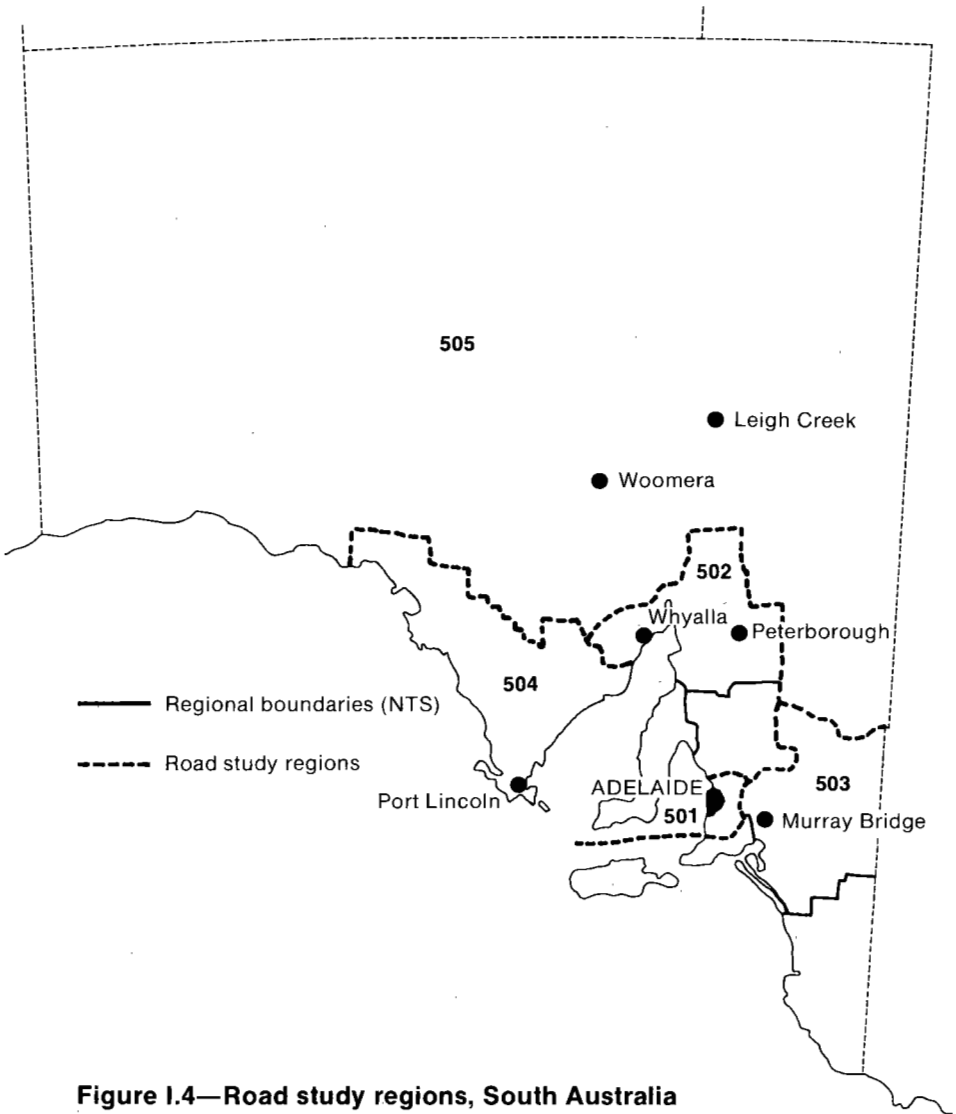 505
Leigh Creek
Woomera
502
Whyalla
Peterborough
504
Regional boundaries (NTS)
Road study regions
ADELAIDE
503
Port Lincoln
501
Murray Bridge
Figure I.4—Road study regions, South Australia